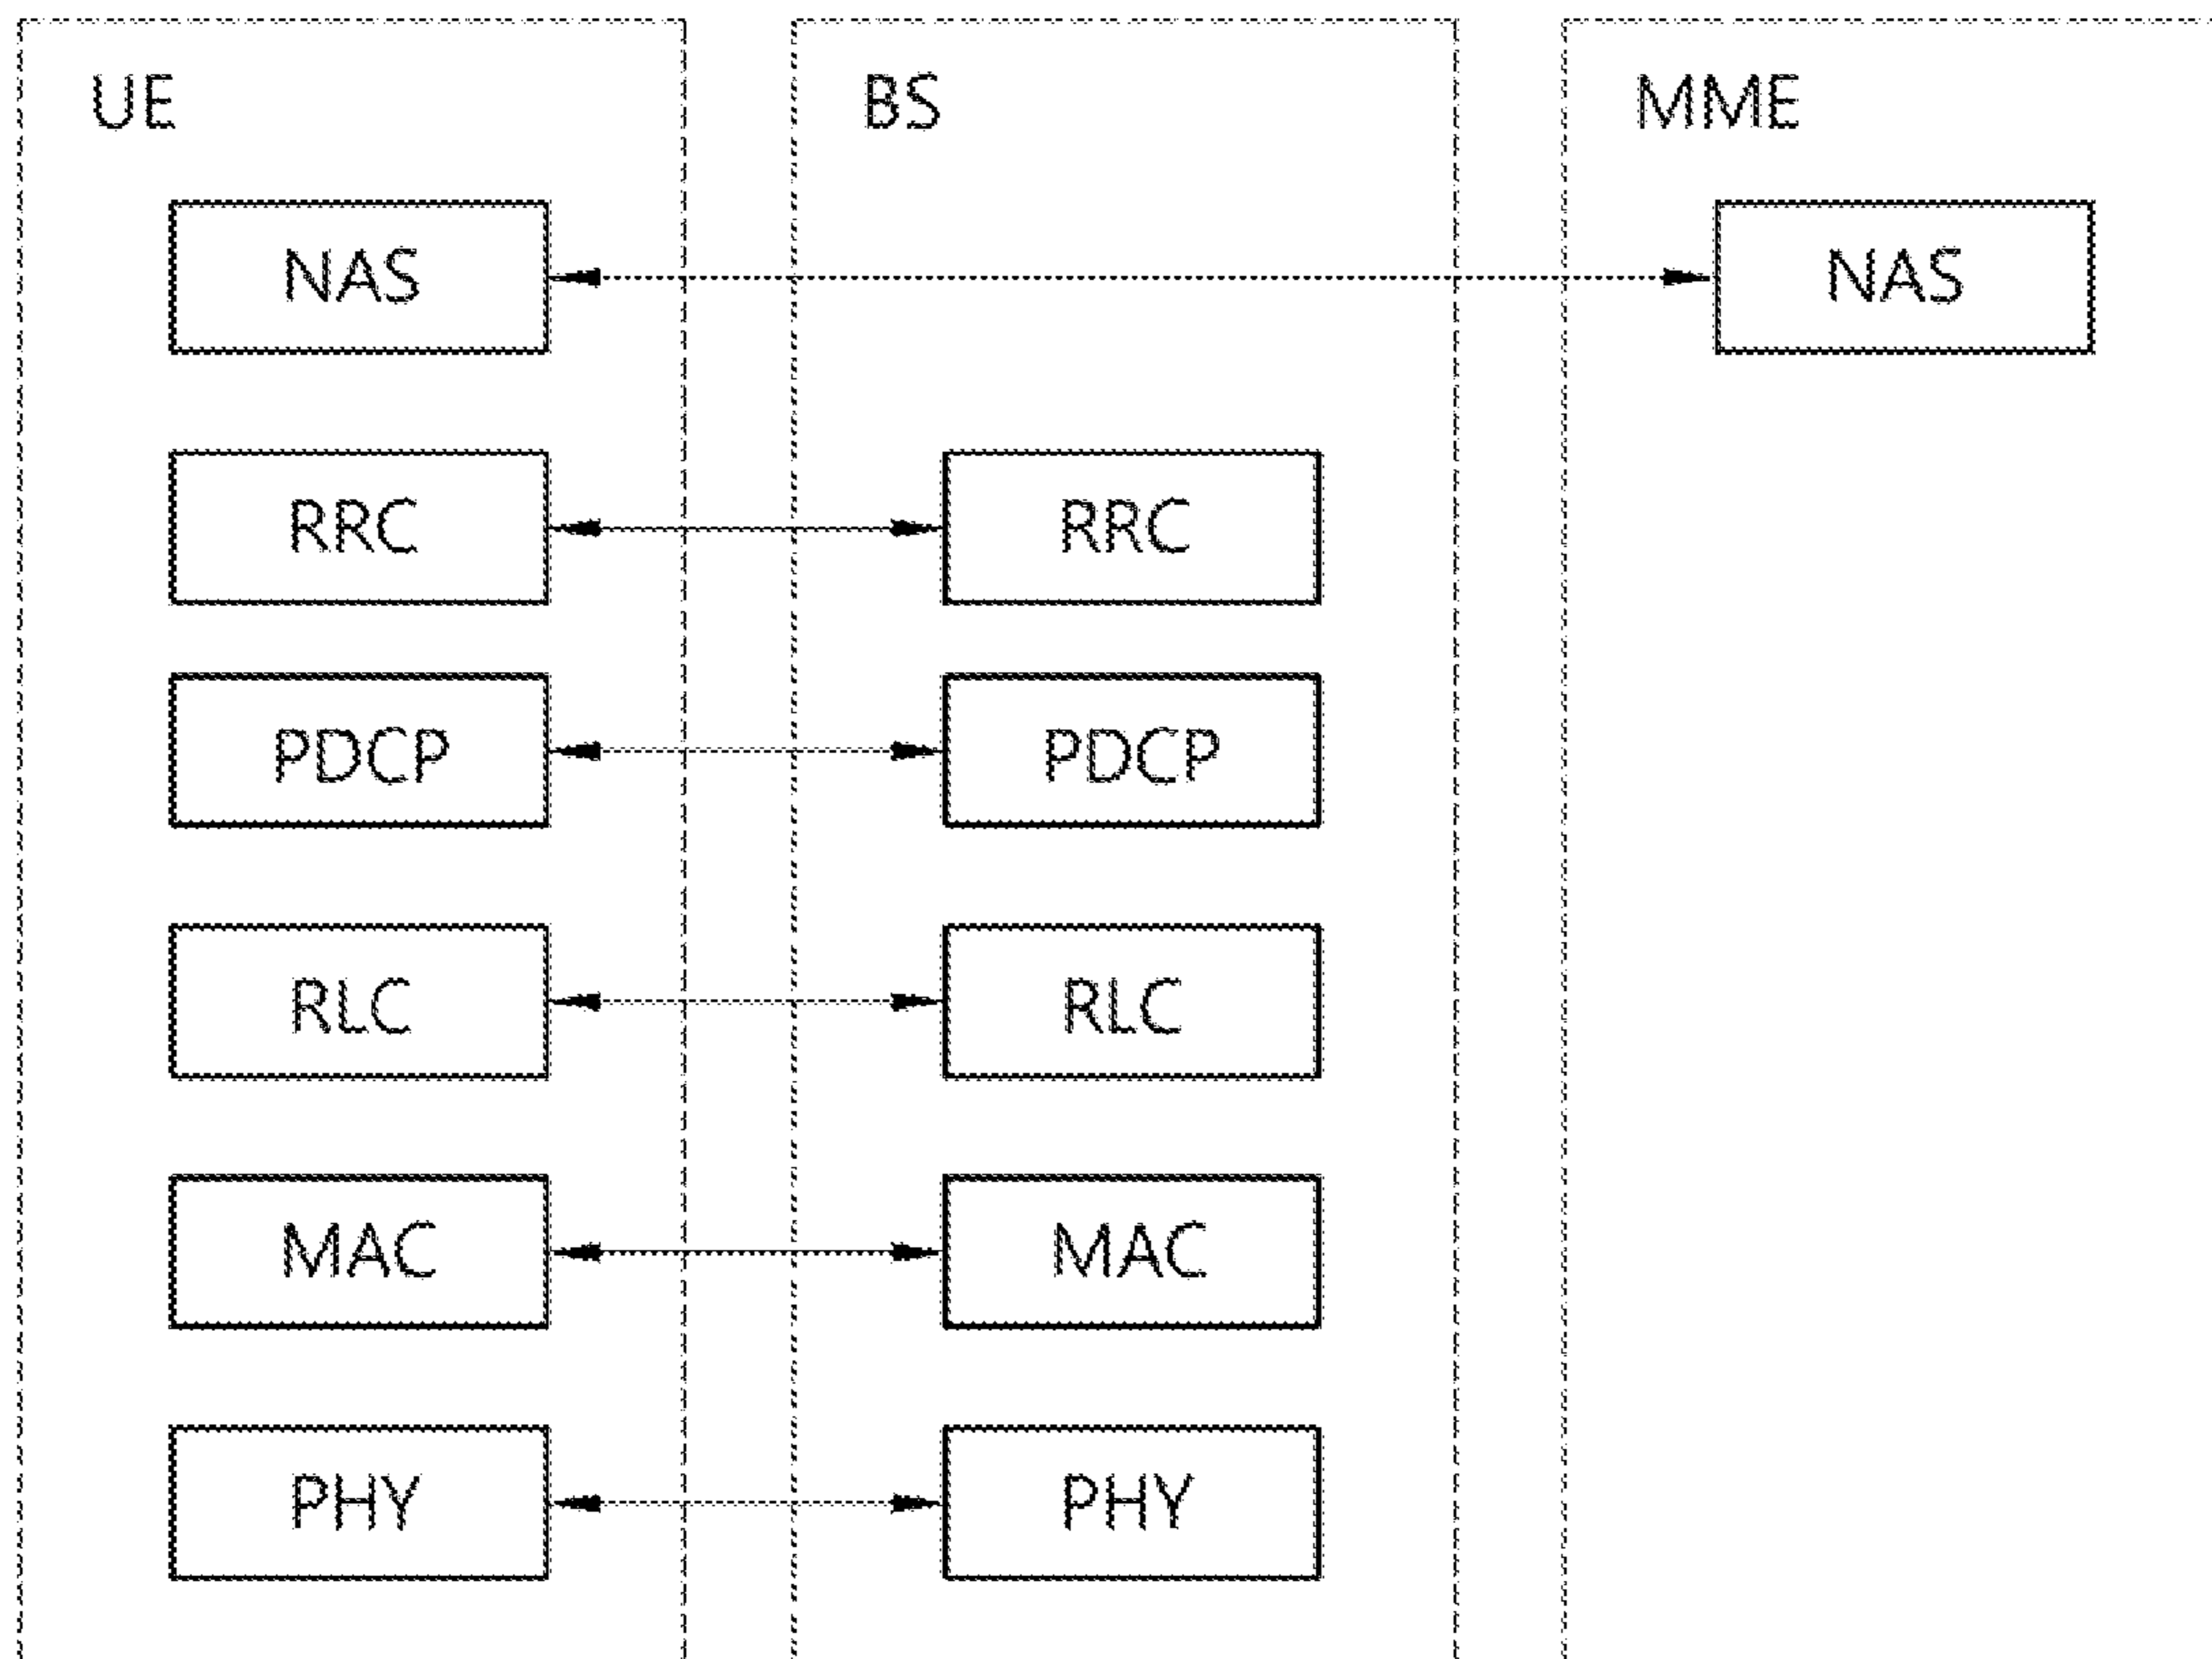 UE BS MME
NAS NAS
RRC RRC
PDCP PDCP
RLC RLC
MAC MAC
PHY PHY